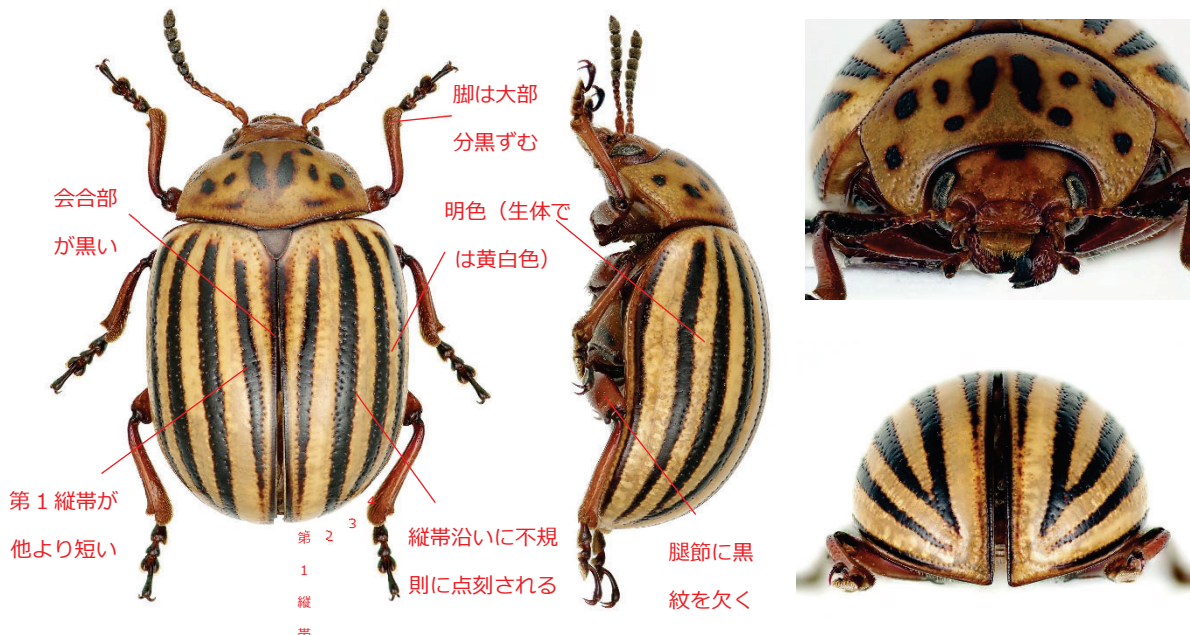 脚は大部
分黒ずむ
会合部
が黒い
明色（生体で
は黄白色）
第 1 縦帯が
他より短い
第
1
縦
帯
2
3
4
縦帯沿いに不規
則に点刻される
腿節に黒
紋を欠く